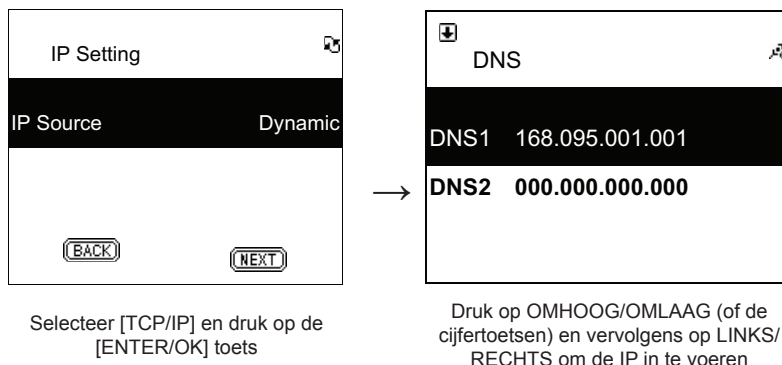 IP Setting
IP Source Dynamic
BACK NEXT
Selecteer [TCP/IP] en druk op de
[ENTER/OK] toets
→
DNS
DNS1 168.095.001.001
DNS2 000.000.000.000
Druk op OMHOOG/OMLAAG (of de
cijfertoetsen) en vervolgens op LINKS/
RECHTS om de IP in te voeren